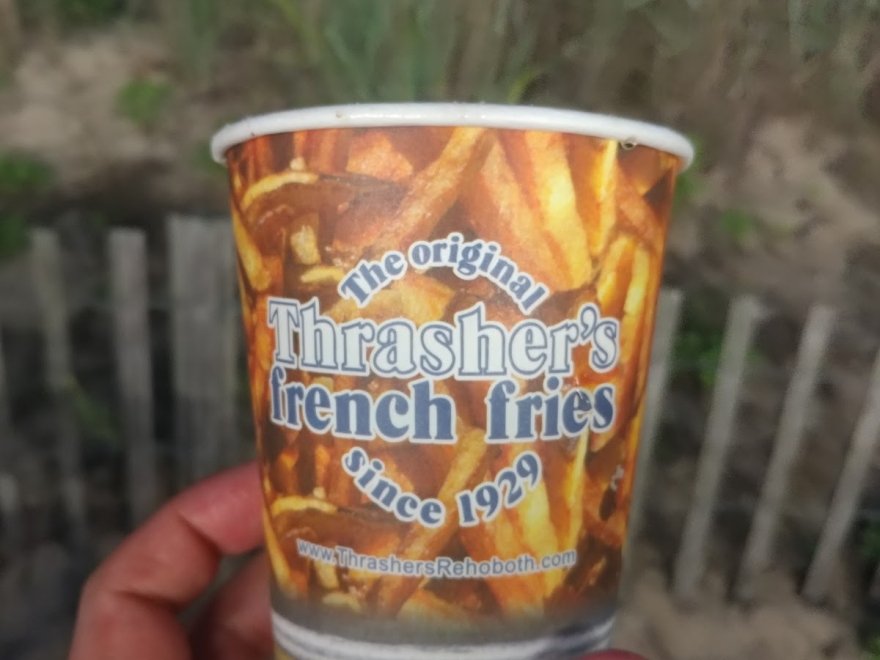 The original
Thrasher's
french fries
since 1929
www.ThrashersRehoboth.com